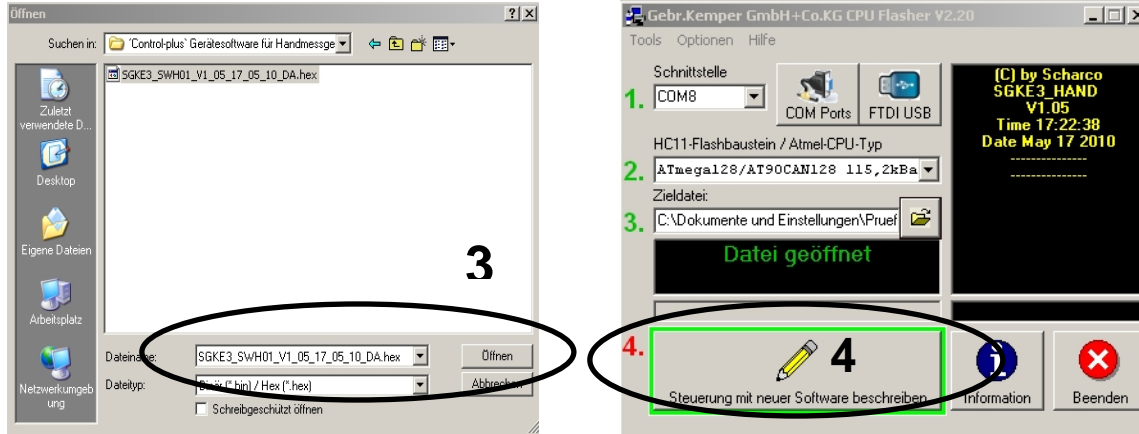 Öffnen
Suchen in: 'Control-plus' Gerätesoftware für Handmessge
SGKE3_SWH01_V1_05_17_05_10_DA.hex
Zuletzt
verwendete D...
Desktop
Eigene Dateien
Arbeitsplatz
Netzwerkumgeb
ung
3
Dateiname: SGKE3_SWH01_V1_05_17_05_10_DA.hex Öffnen
Dateityp: Binär (*.bin) / Hex (*.hex) Abbrechen
Schreibgeschützt öffnen
Gebr.Kemper GmbH+Co.KG CPU Flasher V2.20
Tools Optionen Hilfe
Schnittstelle
1. COM8
COM Ports FTDI USB
HC11-Flashbaustein / Atmel-CPU-Typ
2. ATmega128/AT90CAN128 115,2kBa
Zieldatei:
3. C:\Dokumente und Einstellungen\Pruef
Datei geöffnet
(C) by Scharco
SGKE3_HAND
V1.05
Time 17:22:38
Date May 17 2010
---------------
---------------
4. 4
Steuerung mit neuer Software beschreiben
Information
Beenden